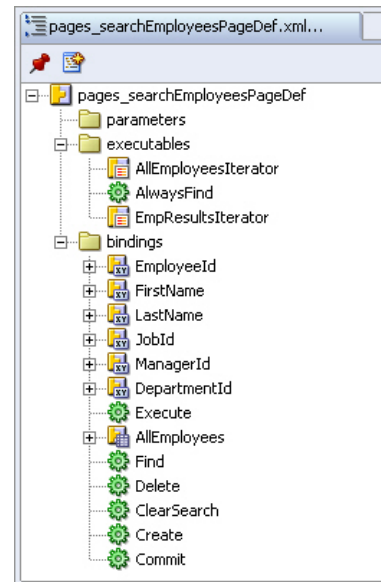 pages_searchEmployeesPageDef.xml...
pages_searchEmployeesPageDef
parameters
executables
AllEmployeesIterator
AlwaysFind
EmpResultsIterator
bindings
EmployeeId
FirstName
LastName
JobId
ManagerId
DepartmentId
Execute
AllEmployees
Find
Delete
ClearSearch
Create
Commit